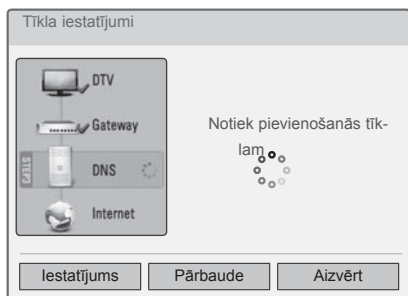 Tīkla iestatījumi
DTV
Gateway
STEP3
DNS
Internet
Notiek pievienošanās tīk-
lam
Iestatījums
Pārbaude
Aizvērt